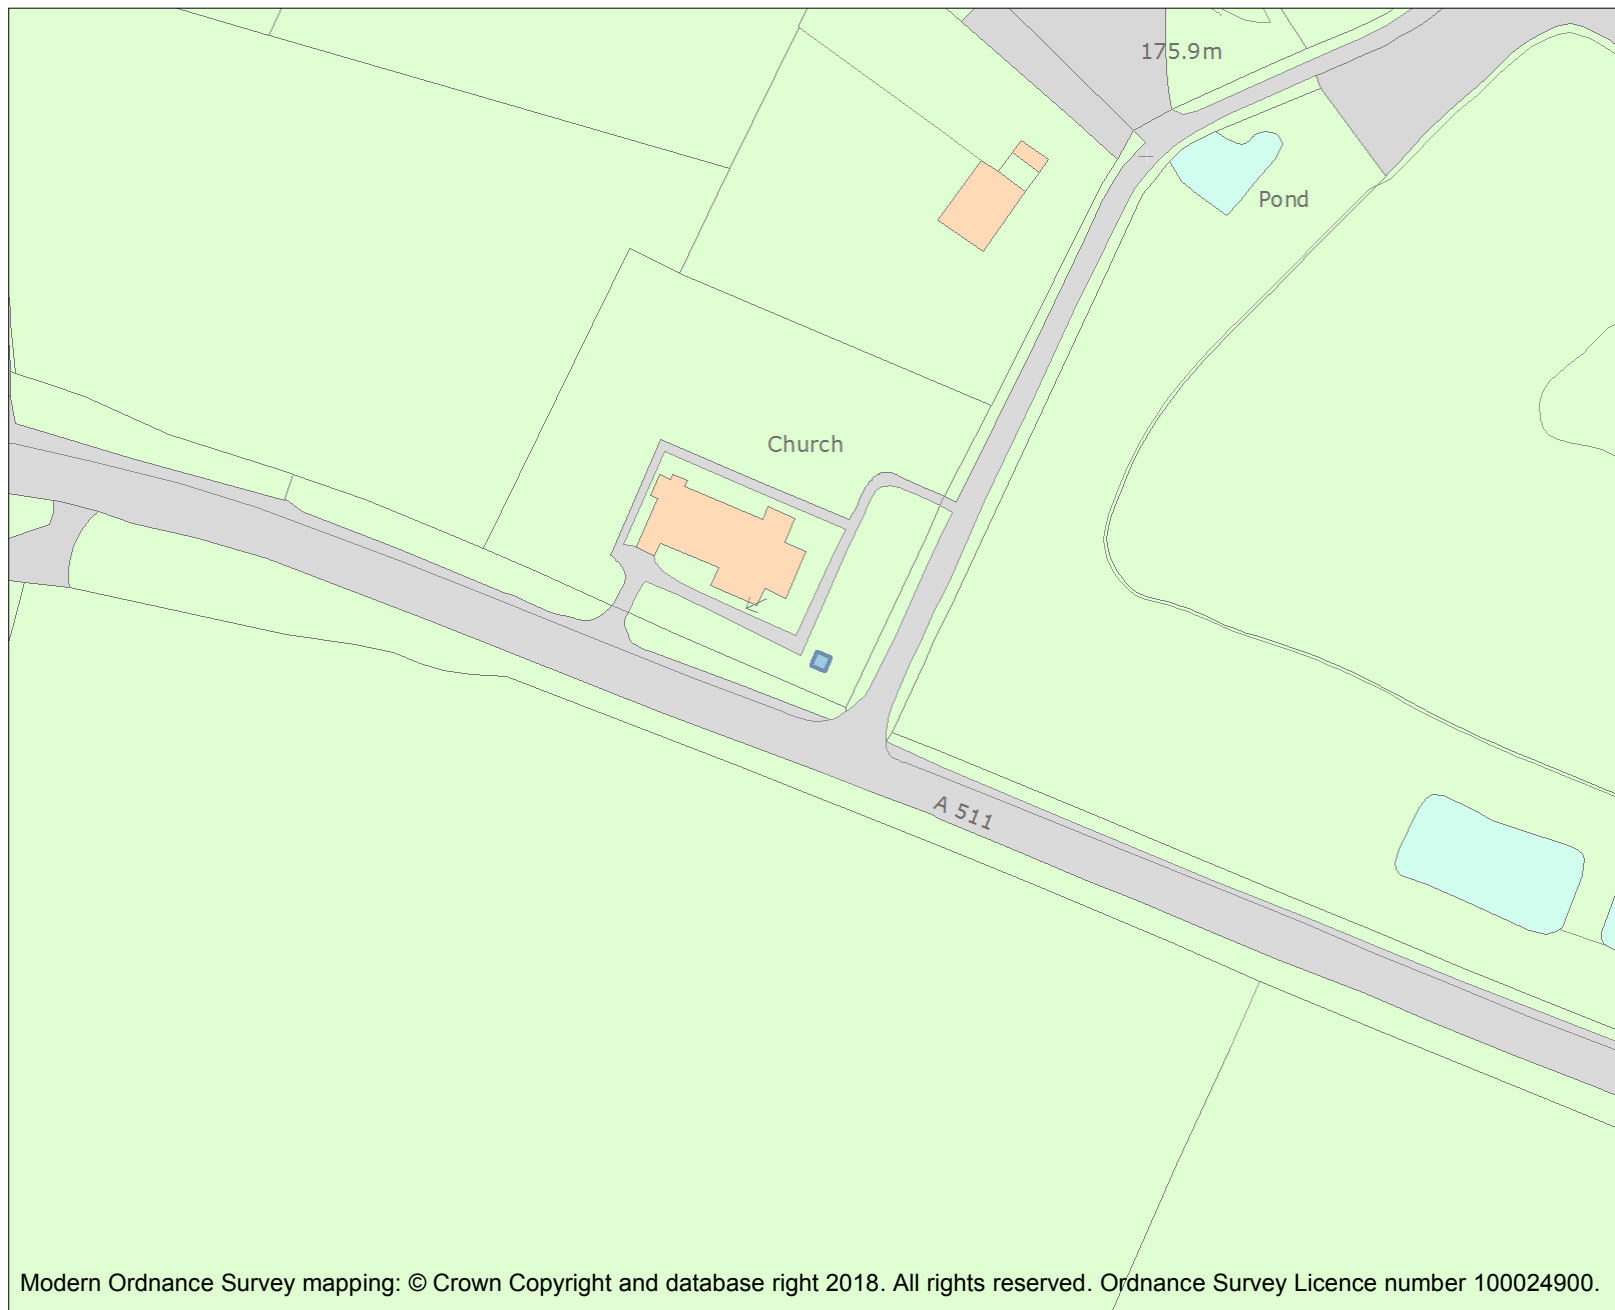 175.9m
Pond
Church
A 511
Modern Ordnance Survey mapping: © Crown Copyright and database right 2018. All rights reserved. Ordnance Survey Licence number 100024900.